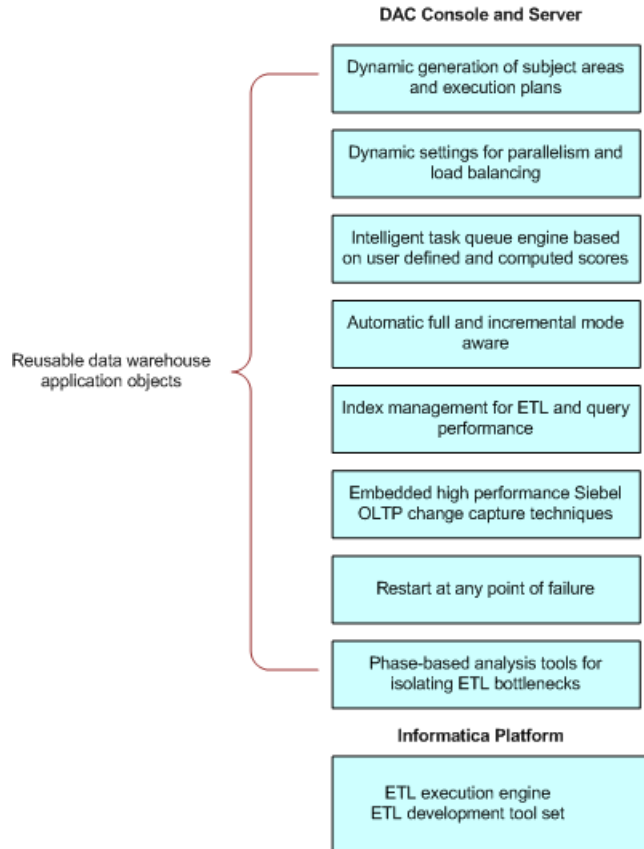 DAC Console and Server
Dynamic generation of subject areas
and execution plans
Dynamic settings for parallelism and
load balancing
Intelligent task queue engine based
on user defined and computed scores
Automatic full and incremental mode
aware
Reusable data warehouse
application objects
Index management for ETL and query
performance
Embedded high performance Siebel
OLTP change capture techniques
Restart at any point of failure
Phase-based analysis tools for
isolating ETL bottlenecks
Informatica Platform
ETL execution engine
ETL development tool set